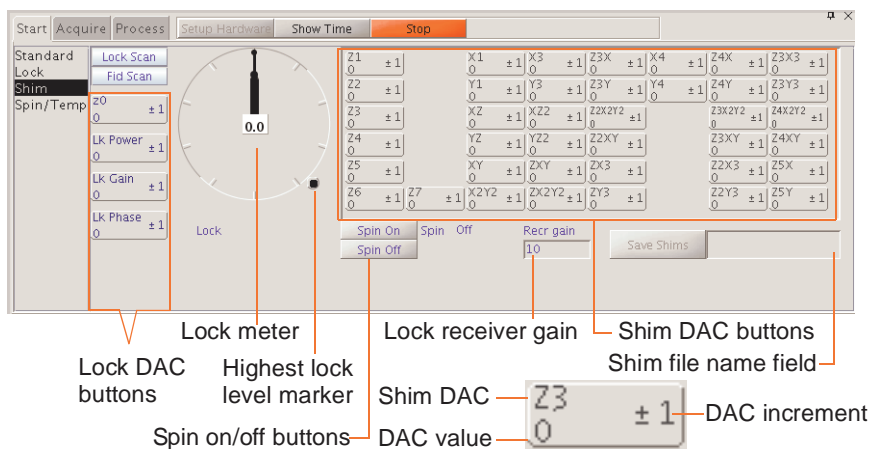 Start Acquire Process Setup Hardware Show Time Stop
Standard
Lock
Shim
Spin/Temp
Lock Scan
Fid Scan
z0 ±1
0
Lk Power ±1
0
Lk Gain ±1
0
Lk Phase ±1
0
0.0
Lock
Z1 ±1 X1 ±1 X3 ±1 Z3X ±1 X4 ±1 Z4X ±1 Z3X3 ±1
0 0 0 0 0 0 0
Z2 ±1 Y1 ±1 Y3 ±1 Z3Y ±1 Y4 ±1 Z4Y ±1 Z3Y3 ±1
0 0 0 0 0 0 0
Z3 ±1 XZ ±1 XZ2 ±1 Z2X2Y2 ±1 Z3X2Y2 ±1 Z4X2Y2 ±1
0 0 0 0 0 0
Z4 ±1 YZ ±1 YZ2 ±1 Z2XY ±1 Z3XY ±1 Z4XY ±1
0 0 0 0 0 0
Z5 ±1 XY ±1 ZXY ±1 ZX3 ±1 Z2X3 ±1 Z5X ±1
0 0 0 0 0 0
Z6 ±1 Z7 ±1 X2Y2 ±1 ZX2Y2 ±1 ZY3 ±1 Z2Y3 ±1 Z5Y ±1
0 0 0 0 0 0 0
Spin On Spin Off Recr gain
Spin Off 10 Save Shims
Lock meter Lock receiver gain Shim DAC buttons
Lock DAC
buttons
Highest lock
level marker
Shim file name field
Shim DAC
Z3 ±1
0
DAC increment
Spin on/off buttons DAC value